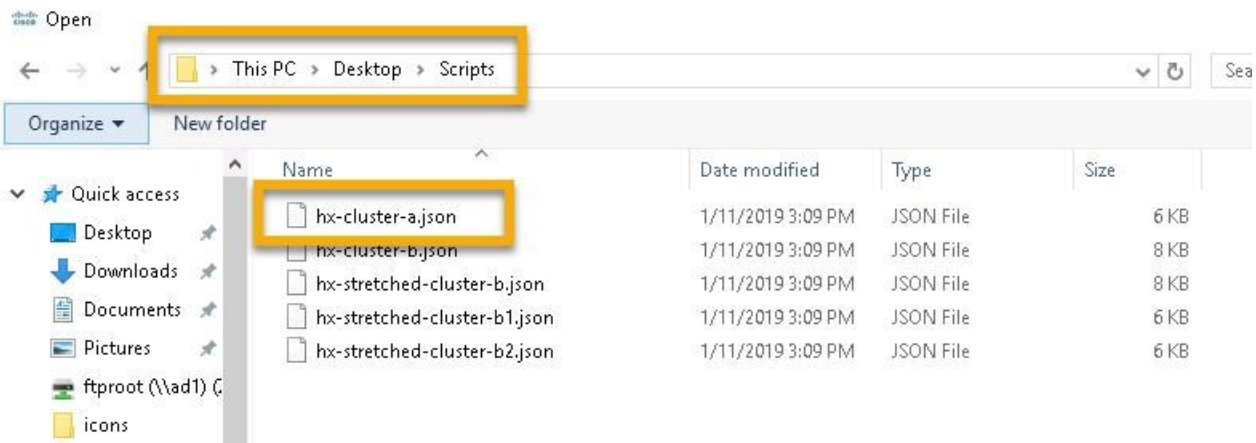 cisco Open
This PC > Desktop > Scripts
Sea
Organize New folder
Name Date modified Type Size
Quick access
Desktop
Downloads
Documents
Pictures
ftproot (\\ad1) (
icons
hx-cluster-a.json 1/11/2019 3:09 PM JSON File 6 KB
hx-cluster-b.json 1/11/2019 3:09 PM JSON File 8 KB
hx-stretched-cluster-b.json 1/11/2019 3:09 PM JSON File 8 KB
hx-stretched-cluster-b1.json 1/11/2019 3:09 PM JSON File 6 KB
hx-stretched-cluster-b2.json 1/11/2019 3:09 PM JSON File 6 KB